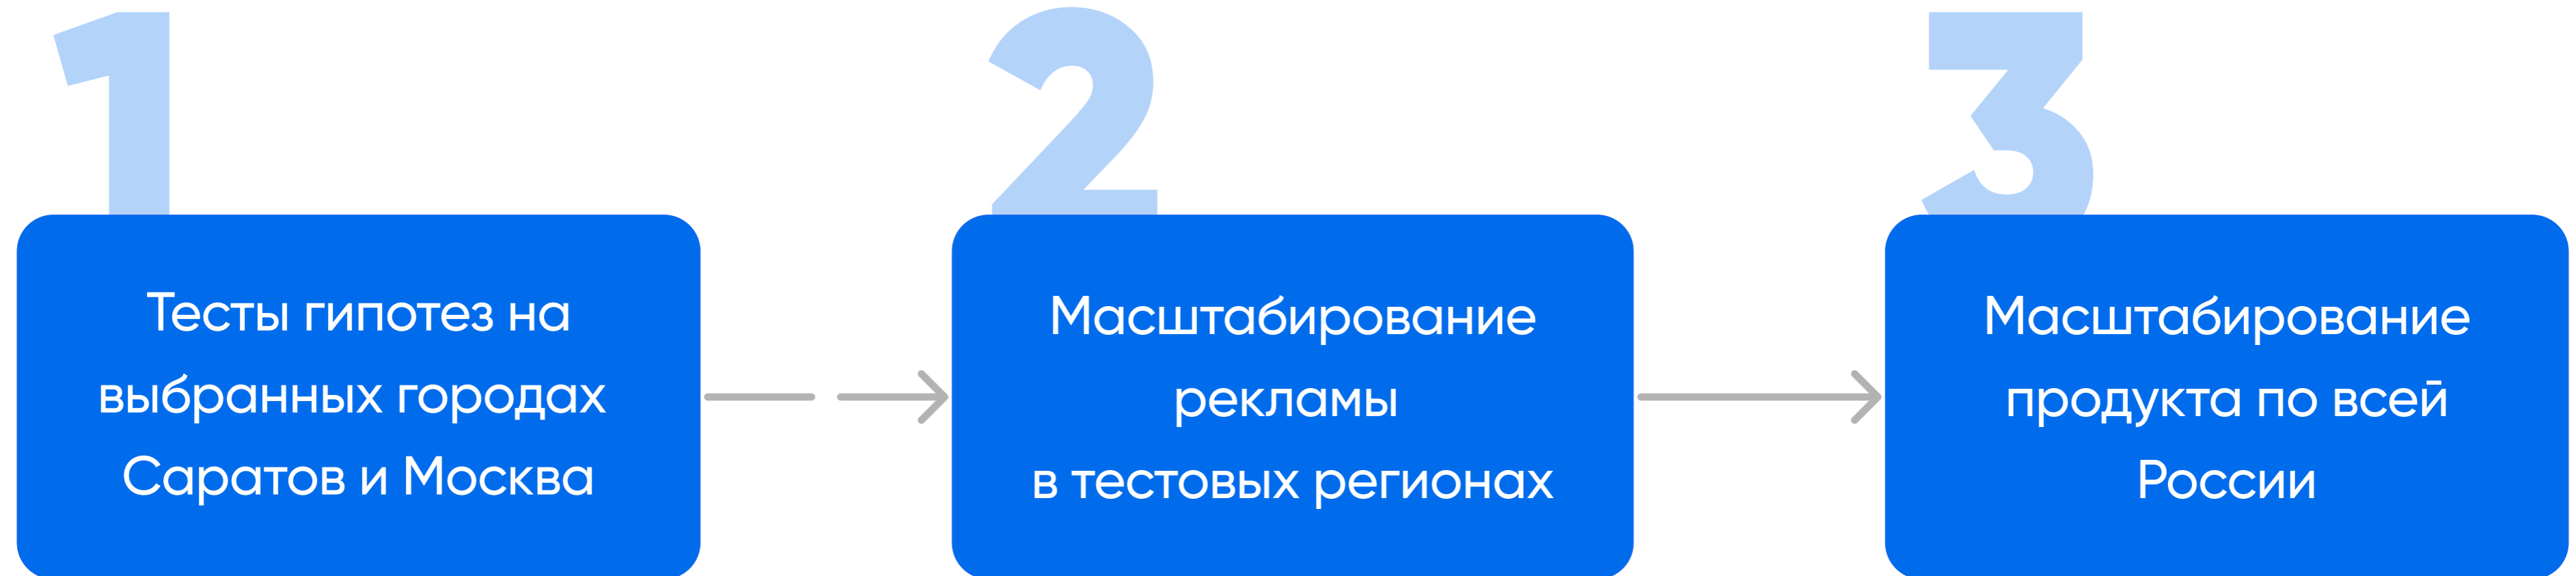 1
Тесты гипотез на
выбранных городах
Саратов и Москва
2
Масштабирование
рекламы
в тестовых регионах
3
Масштабирование
продукта по всей
России